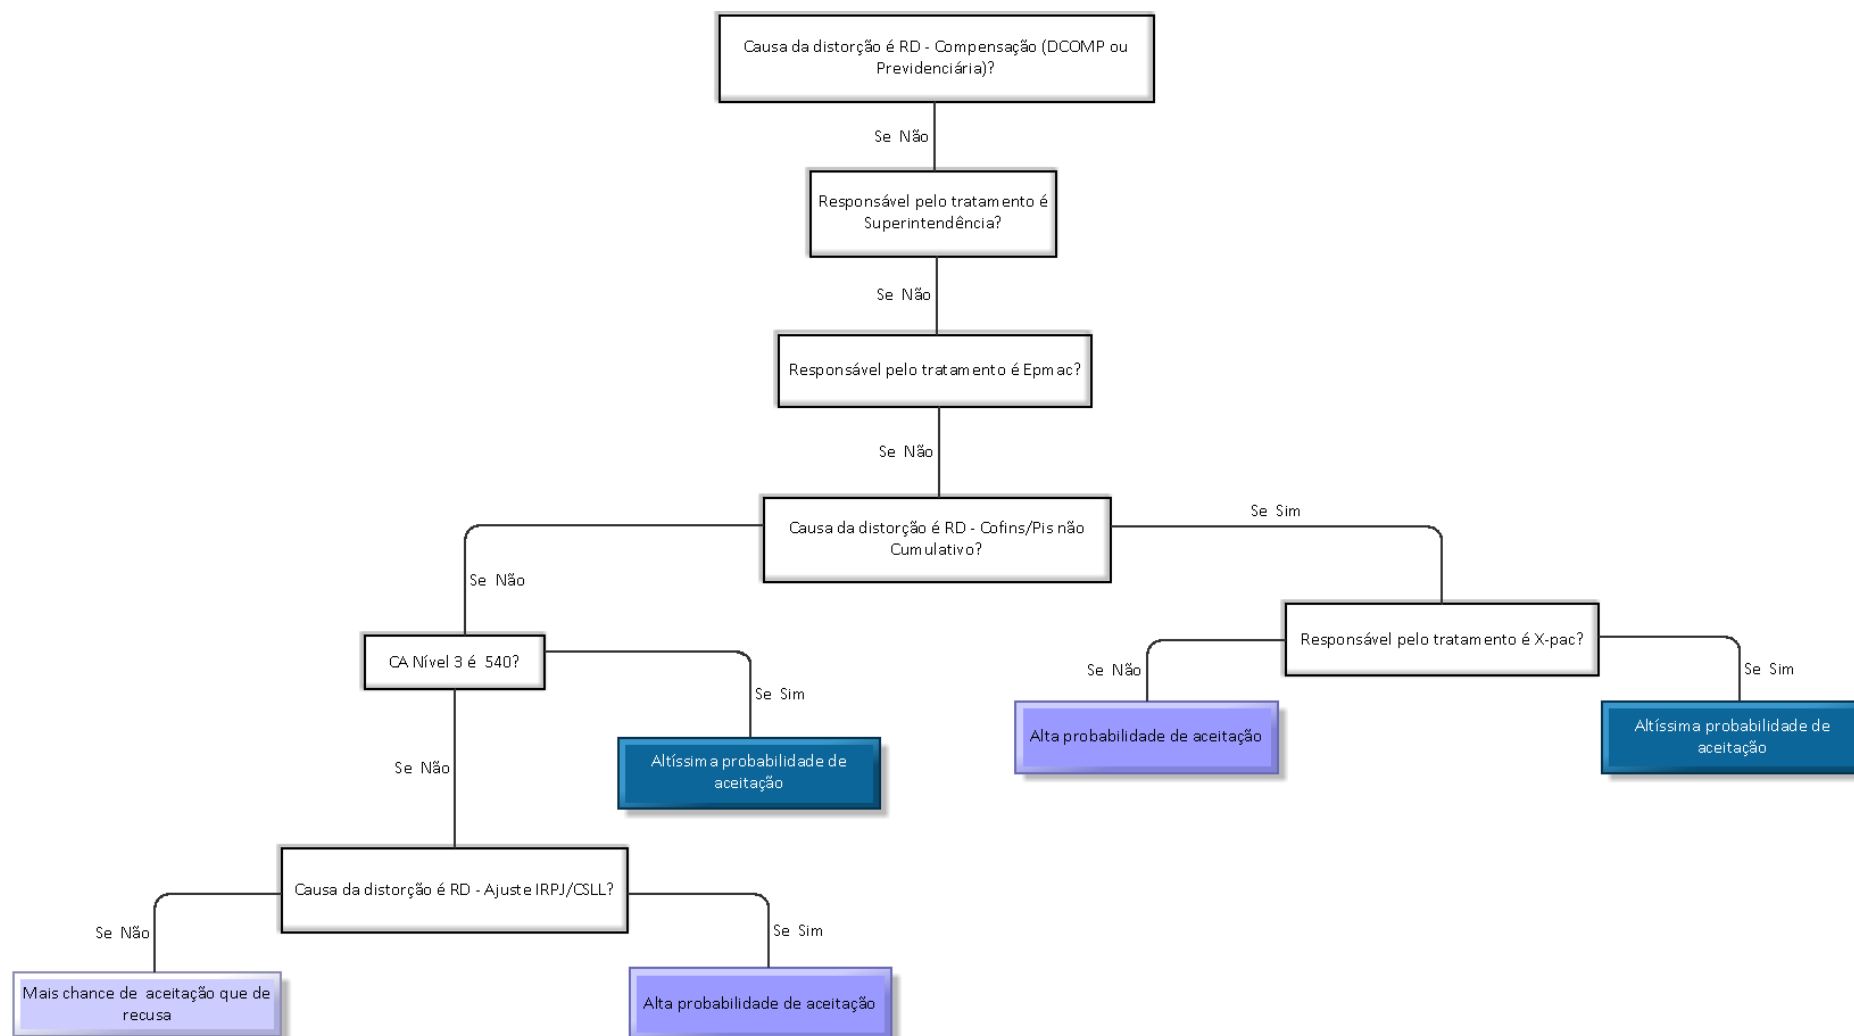 Causa da distorção é RD - Compensação (DCOMP ou
Previdenciária)?
Se Não
Responsável pelo tratamento é
Superintendência?
Se Não
Responsável pelo tratamento é Epmac?
Se Não
Causa da distorção é RD - Cofins/Pis não
Cumulativo?
Se Sim
Se Não
Responsável pelo tratamento é X-pac?
CA Nível 3 é 540?
Se Não
Se Sim
Se Sim
Alta probabilidade de aceitação
Altíssima probabilidade de
aceitação
Altíssima probabilidade de
aceitação
Se Não
Causa da distorção é RD - Ajuste IRPJ/CSLL?
Se Não
Se Sim
Mais chance de aceitação que de
recusa
Alta probabilidade de aceitação